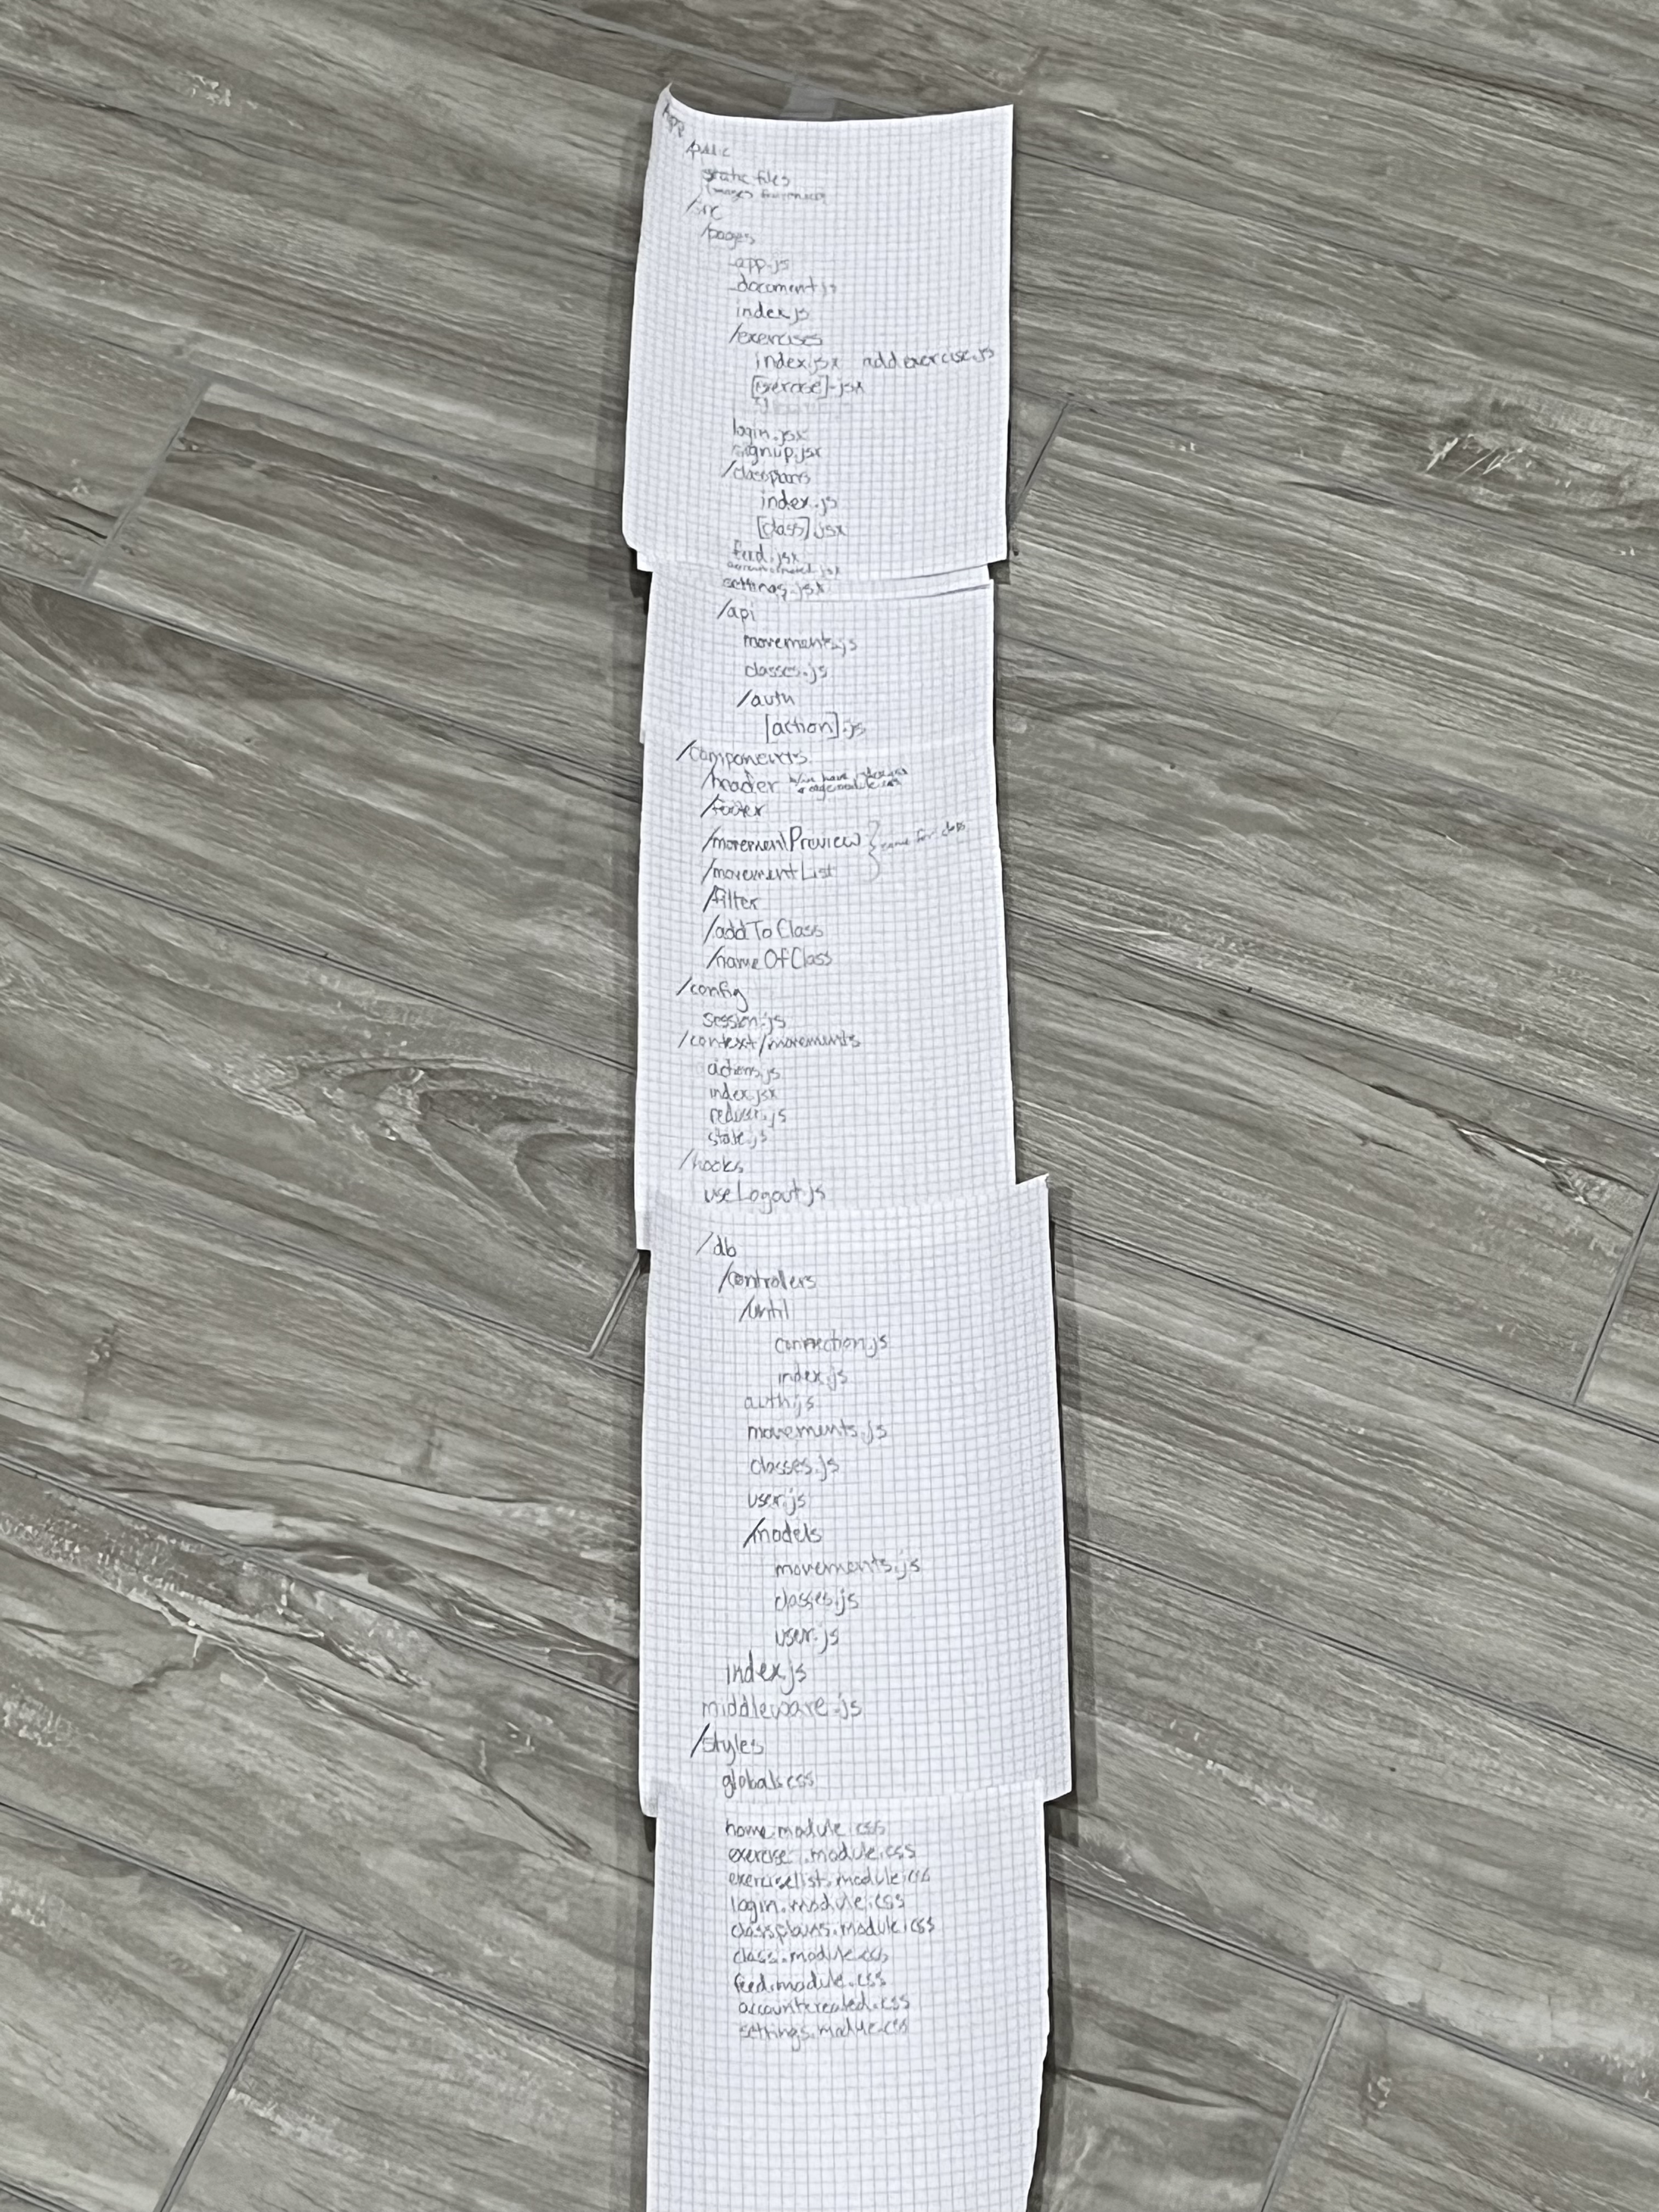 /app
/public
static files
images
/src
/pages
_app.js
_document.js
index.js
/exercises
index.jsx add exercise.js
[exercise].jsx
login.jsx
signup.jsx
/classplans
index.js
[class].jsx
feed.jsx
settings.jsx
/api
movements.js
classes.js
/auth
[action].js
/components
/header will have index.jsx
/footer
/movementPreview } same for class
/movementList
/filter
/addToClass
/nameOfClass
/config
session.js
/context/movements
actions.js
index.jsx
reducer.js
state.js
/hooks
useLogout.js
/db
/controllers
/until
connection.js
index.js
auth.js
movements.js
classes.js
user.js
/models
movements.js
classes.js
user.js
index.js
middleware.js
/styles
globals.css
home.module.css
exercise.module.css
exerciselist.module.css
login.module.css
classplans.module.css
class.module.css
feed.module.css
accountcreated.css
settings.module.css